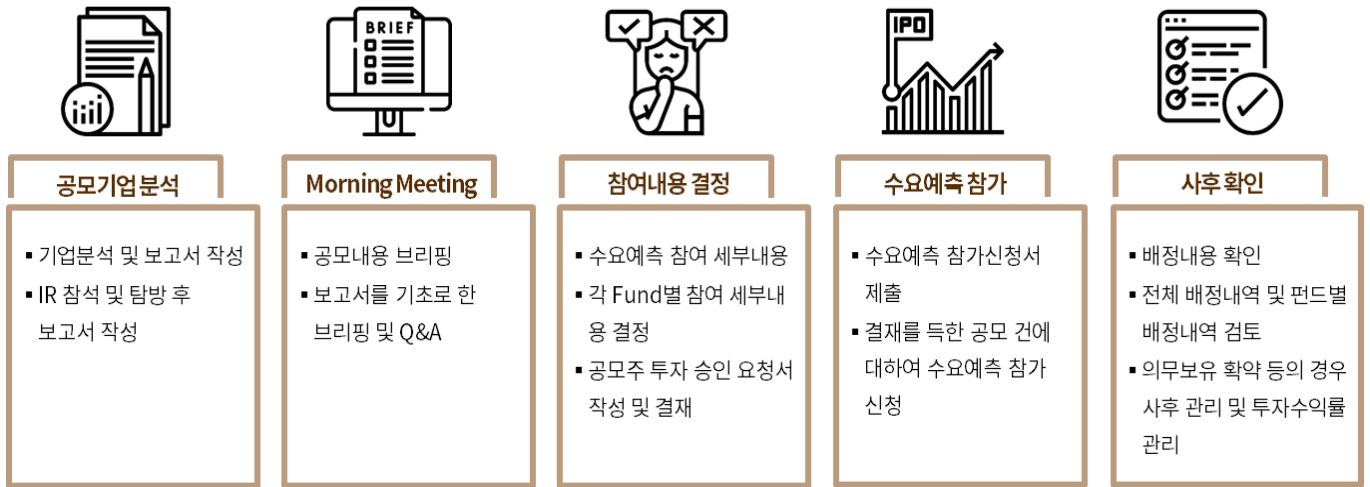 BRIEF
IPO
공모기업 분석
▪ 기업분석 및 보고서 작성
▪ IR 참석 및 탐방 후
보고서 작성
Morning Meeting
▪ 공모내용 브리핑
▪ 보고서를 기초로 한
브리핑 및 Q&A
참여내용 결정
▪ 수요예측 참여 세부내용
▪ 각 Fund별 참여 세부내
용 결정
▪ 공모주 투자 승인 요청서
작성 및 결재
수요예측 참가
▪ 수요예측 참가신청서
제출
▪ 결재를 득한 공모 건에
대하여 수요예측 참가
신청
사후 확인
▪ 배정내용 확인
▪ 전체 배정내역 및 펀드별
배정내역 검토
▪ 의무보유 확약 등의 경우
사후 관리 및 투자수익률
관리